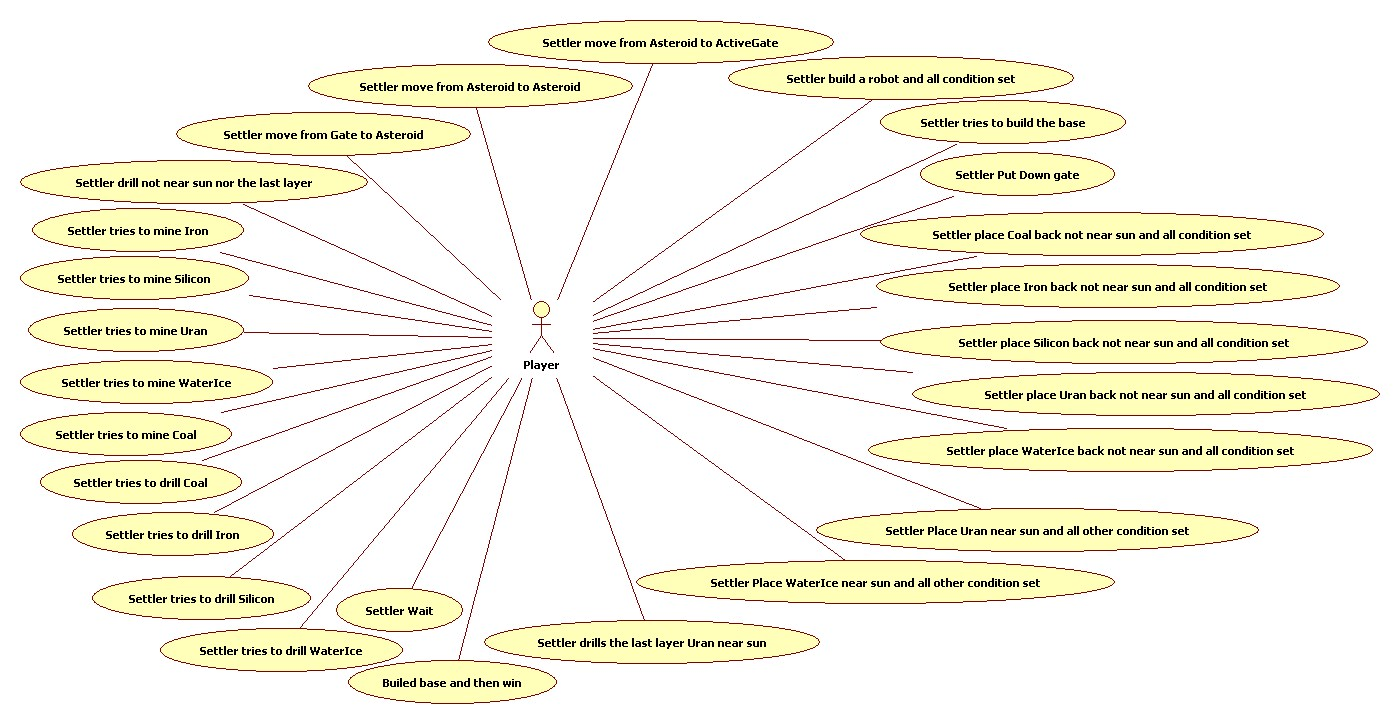 Settler move from Asteroid to ActiveGate
Settler build a robot and all condition set
Settler move from Asteroid to Asteroid
Settler tries to build the base
Settler move from Gate to Asteroid
Settler Put Down gate
Settler drill not near sun nor the last layer
Settler tries to mine Iron
Settler place Coal back not near sun and all condition set
Settler tries to mine Silicon
Settler place Iron back not near sun and all condition set
Settler tries to mine Uran
Settler place Silicon back not near sun and all condition set
Player
Settler tries to mine WaterIce
Settler place Uran back not near sun and all condition set
Settler tries to mine Coal
Settler place WaterIce back not near sun and all condition set
Settler tries to drill Coal
Settler tries to drill Iron
Settler Place Uran near sun and all other condition set
Settler Place WaterIce near sun and all other condition set
Settler tries to drill Silicon
Settler Wait
Settler drills the last layer Uran near sun
Settler tries to drill WaterIce
Builed base and then win